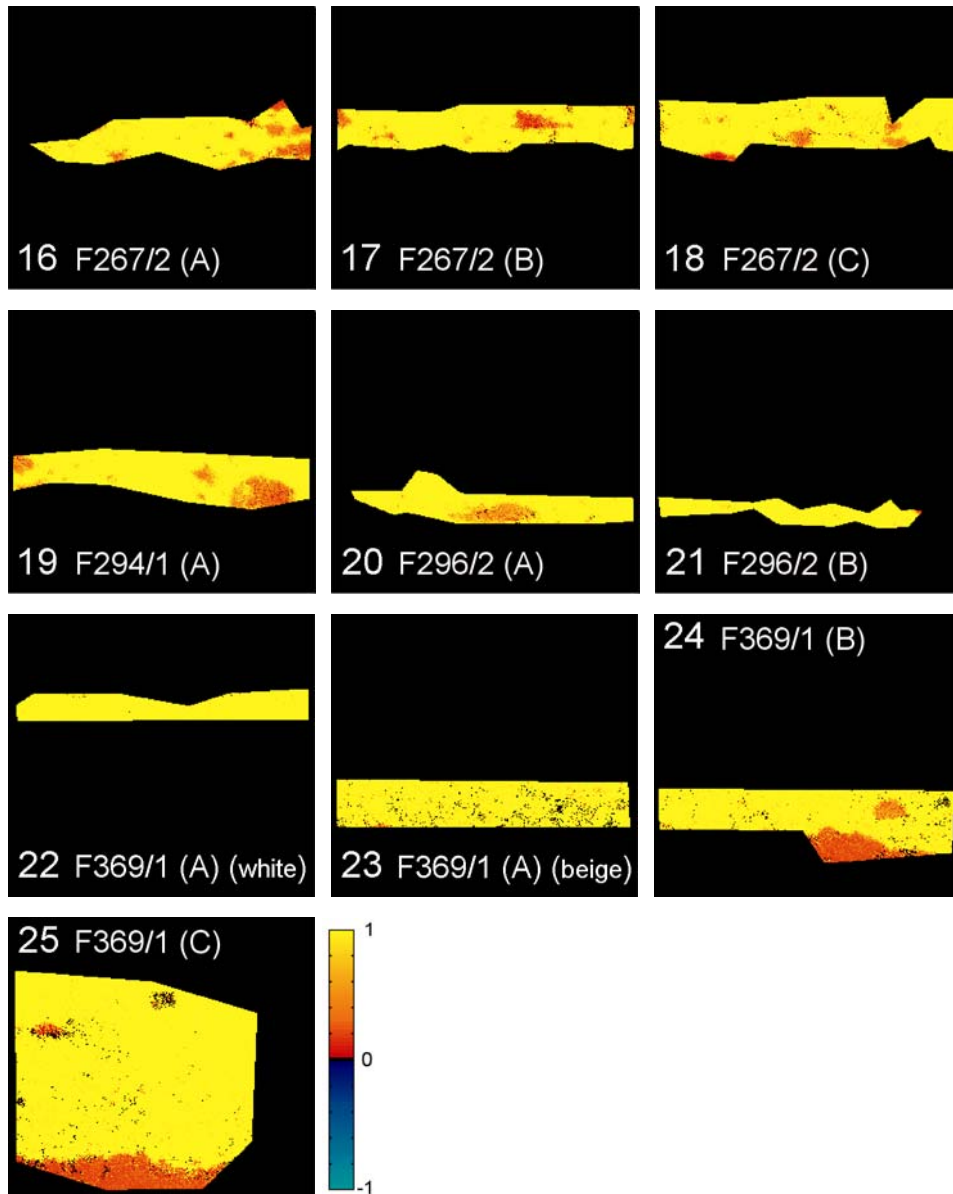 16 F267/2 (A)
17 F267/2 (B)
18 F267/2 (C)
19 F294/1 (A)
20 F296/2 (A)
21 F296/2 (B)
22 F369/1 (A) (white)
23 F369/1 (A) (beige)
24 F369/1 (B)
25 F369/1 (C)
1
0
-1